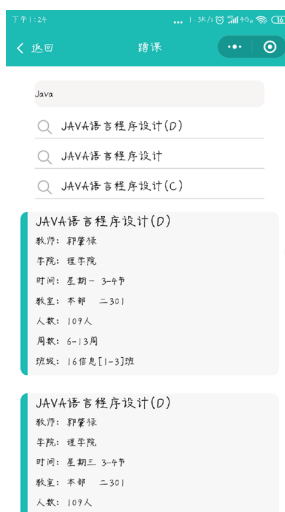 下午1:24
1.3K/s 4G
返回
蹭课
Java
JAVA语言程序设计(D)
JAVA语言程序设计
JAVA语言程序设计(C)
JAVA语言程序设计(D)
教师: 郭肇禄
学院: 理学院
时间: 星期一 3-4节
教室: 本部 二301
人数: 109人
周数: 6-13周
班级: 16信息[1-3]班
JAVA语言程序设计(D)
教师: 郭肇禄
学院: 理学院
时间: 星期三 3-4节
教室: 本部 二301
人数: 109人